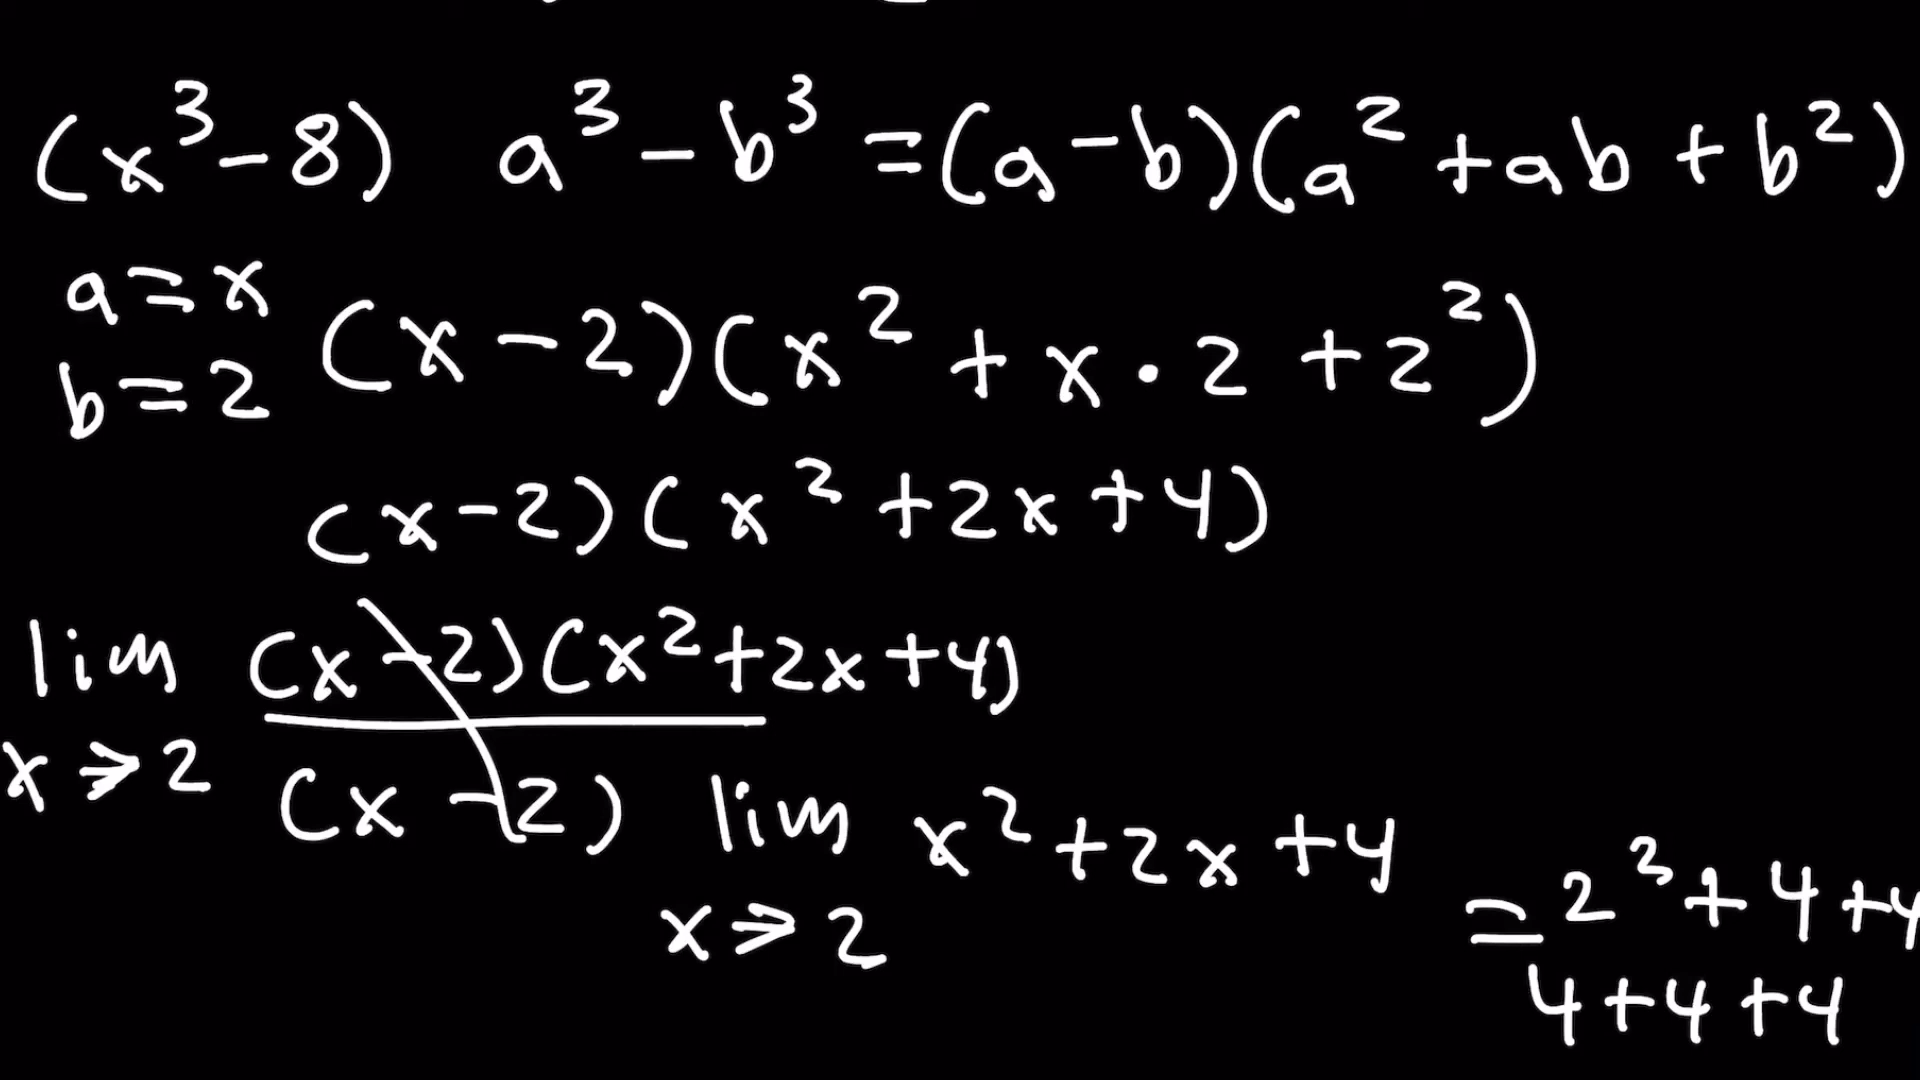 (x³-8) a³-b³=(a-b)(a²+ab+b²)
a=x
(x-2)(x²+x·2+2²)
b=2
(x-2)(x²+2x+4)
lim (x-2)(x²+2x+4)
x→2 (x-2)
lim x²+2x+4
x→2
=2³+4+4
4+4+4